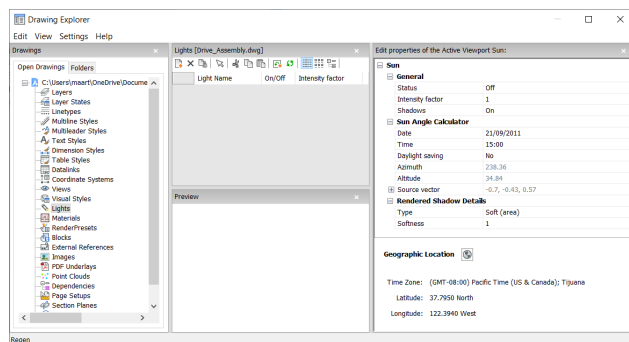 Drawing Explorer
Edit View Settings Help
Drawings
Open Drawings Folders
C:\Users\maart\OneDrive\Docume
Layers
Layer States
Linetypes
Multiline Styles
Multileader Styles
Text Styles
Dimension Styles
Table Styles
Datalinks
Coordinate Systems
Views
Visual Styles
Lights
Materials
RenderPresets
Blocks
External References
Images
PDF Underlays
Point Clouds
Dependencies
Page Setups
Section Planes
Lights [Drive_Assembly.dwg]
Light Name On/Off Intensity factor
Preview
Edit properties of the Active Viewport Sun:
Sun
General
Status Off
Intensity factor 1
Shadows On
Sun Angle Calculator
Date 21/09/2011
Time 15:00
Daylight saving No
Azimuth 238.36
Altitude 34.84
Source vector -0.7, -0.43, 0.57
Rendered Shadow Details
Type Soft (area)
Softness 1
Geographic Location
Time Zone: (GMT-08:00) Pacific Time (US & Canada); Tijuana
Latitude: 37.7950 North
Longitude: 122.3940 West
Regen